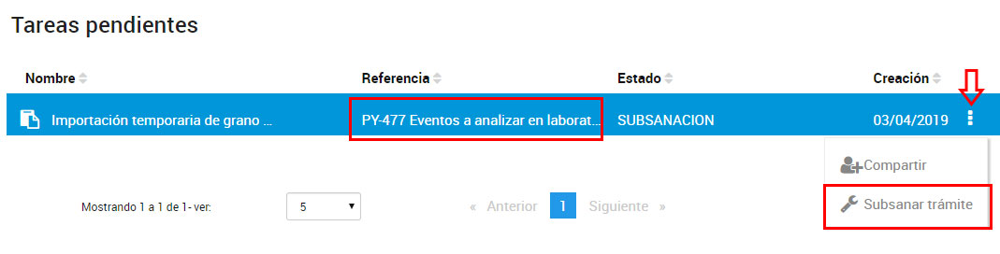 Tareas pendientes
Nombre Referencia Estado Creación
Importación temporaria de grano ... PY-477 Eventos a analizar en laborat... SUBSANACION 03/04/2019
Compartir
Mostrando 1 a 1 de 1- ver: 5 « Anterior 1 Siguiente » Subsanar trámite